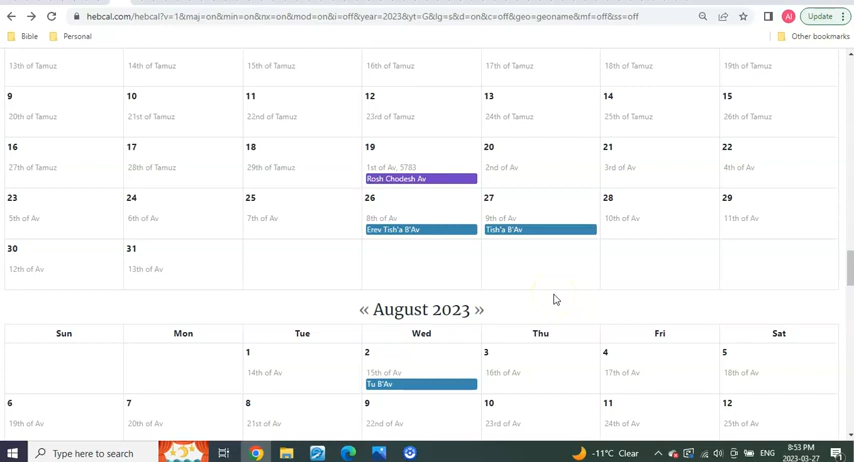 hebcal.com/hebcal?v=1&maj=on&min=on&nx=on&mod=on&i=off&year=2023&yt=G&lg=s&d=on&c=off&geo=geoname&mf=off&ss=off
AI
Update
Bible Personal Other bookmarks
13th of Tamuz 14th of Tamuz 15th of Tamuz 16th of Tamuz 17th of Tamuz 18th of Tamuz 19th of Tamuz
9 10 11 12 13 14 15
20th of Tamuz 21st of Tamuz 22nd of Tamuz 23rd of Tamuz 24th of Tamuz 25th of Tamuz 26th of Tamuz
16 17 18 19 20 21 22
27th of Tamuz 28th of Tamuz 29th of Tamuz 1st of Av, 5783 2nd of Av 3rd of Av 4th of Av
Rosh Chodesh Av
23 24 25 26 27 28 29
5th of Av 6th of Av 7th of Av 8th of Av 9th of Av 10th of Av 11th of Av
Erev Tish'a B'Av Tish'a B'Av
30 31
12th of Av 13th of Av
« August 2023 »
Sun Mon Tue Wed Thu Fri Sat
1 2 3 4 5
14th of Av 15th of Av 16th of Av 17th of Av 18th of Av
Tu B'Av
6 7 8 9 10 11 12
19th of Av 20th of Av 21st of Av 22nd of Av 23rd of Av 24th of Av 25th of Av
Type here to search
-11°C Clear
ENG
8:53 PM
2023-03-27